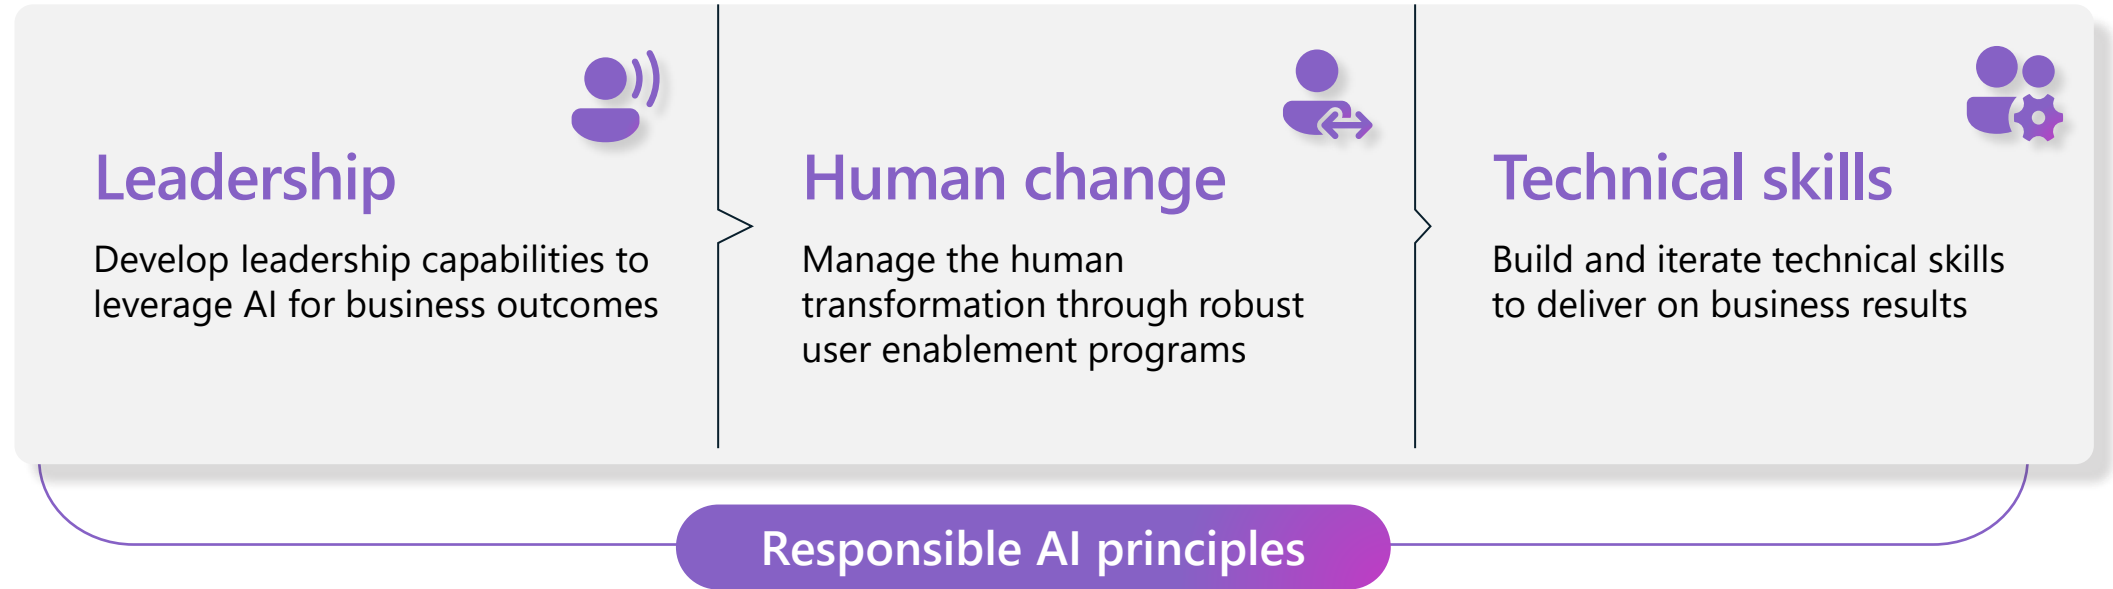 Leadership
Develop leadership capabilities to
leverage AI for business outcomes
Human change
Manage the human
transformation through robust
user enablement programs
Technical skills
Build and iterate technical skills
to deliver on business results
Responsible AI principles